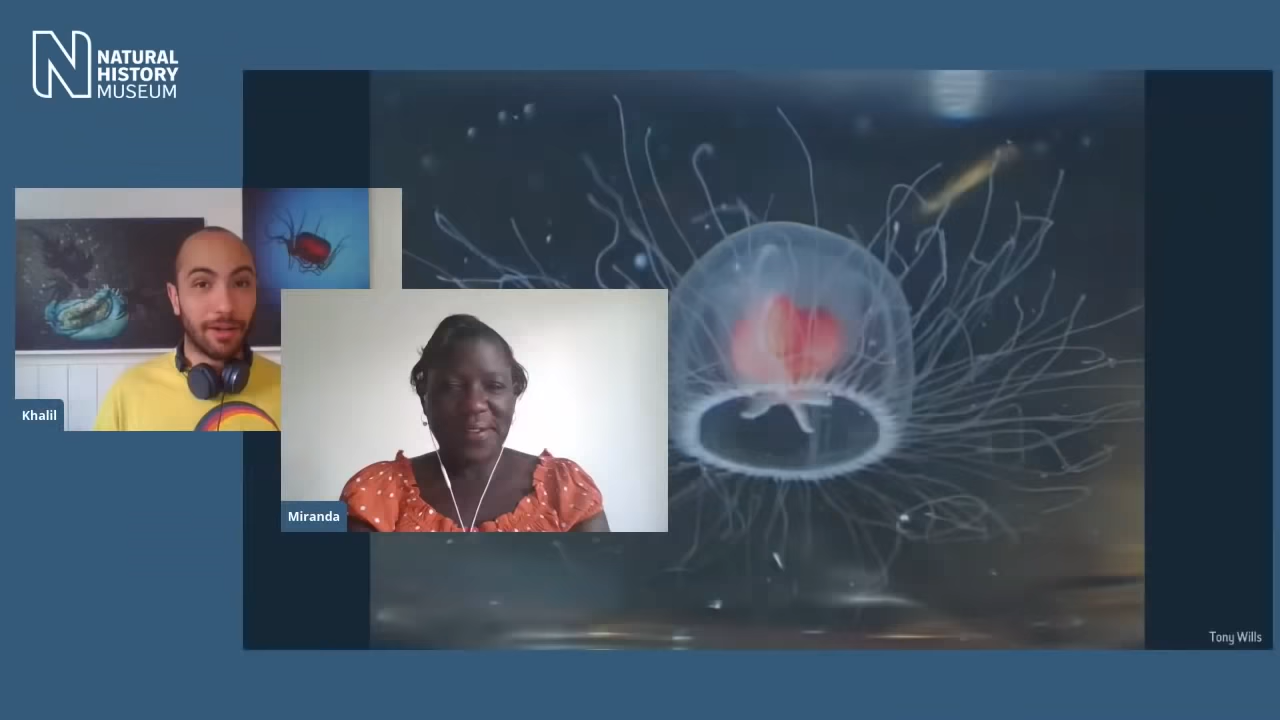 NATURAL
HISTORY
MUSEUM
Khalil
Miranda
Tony Wills